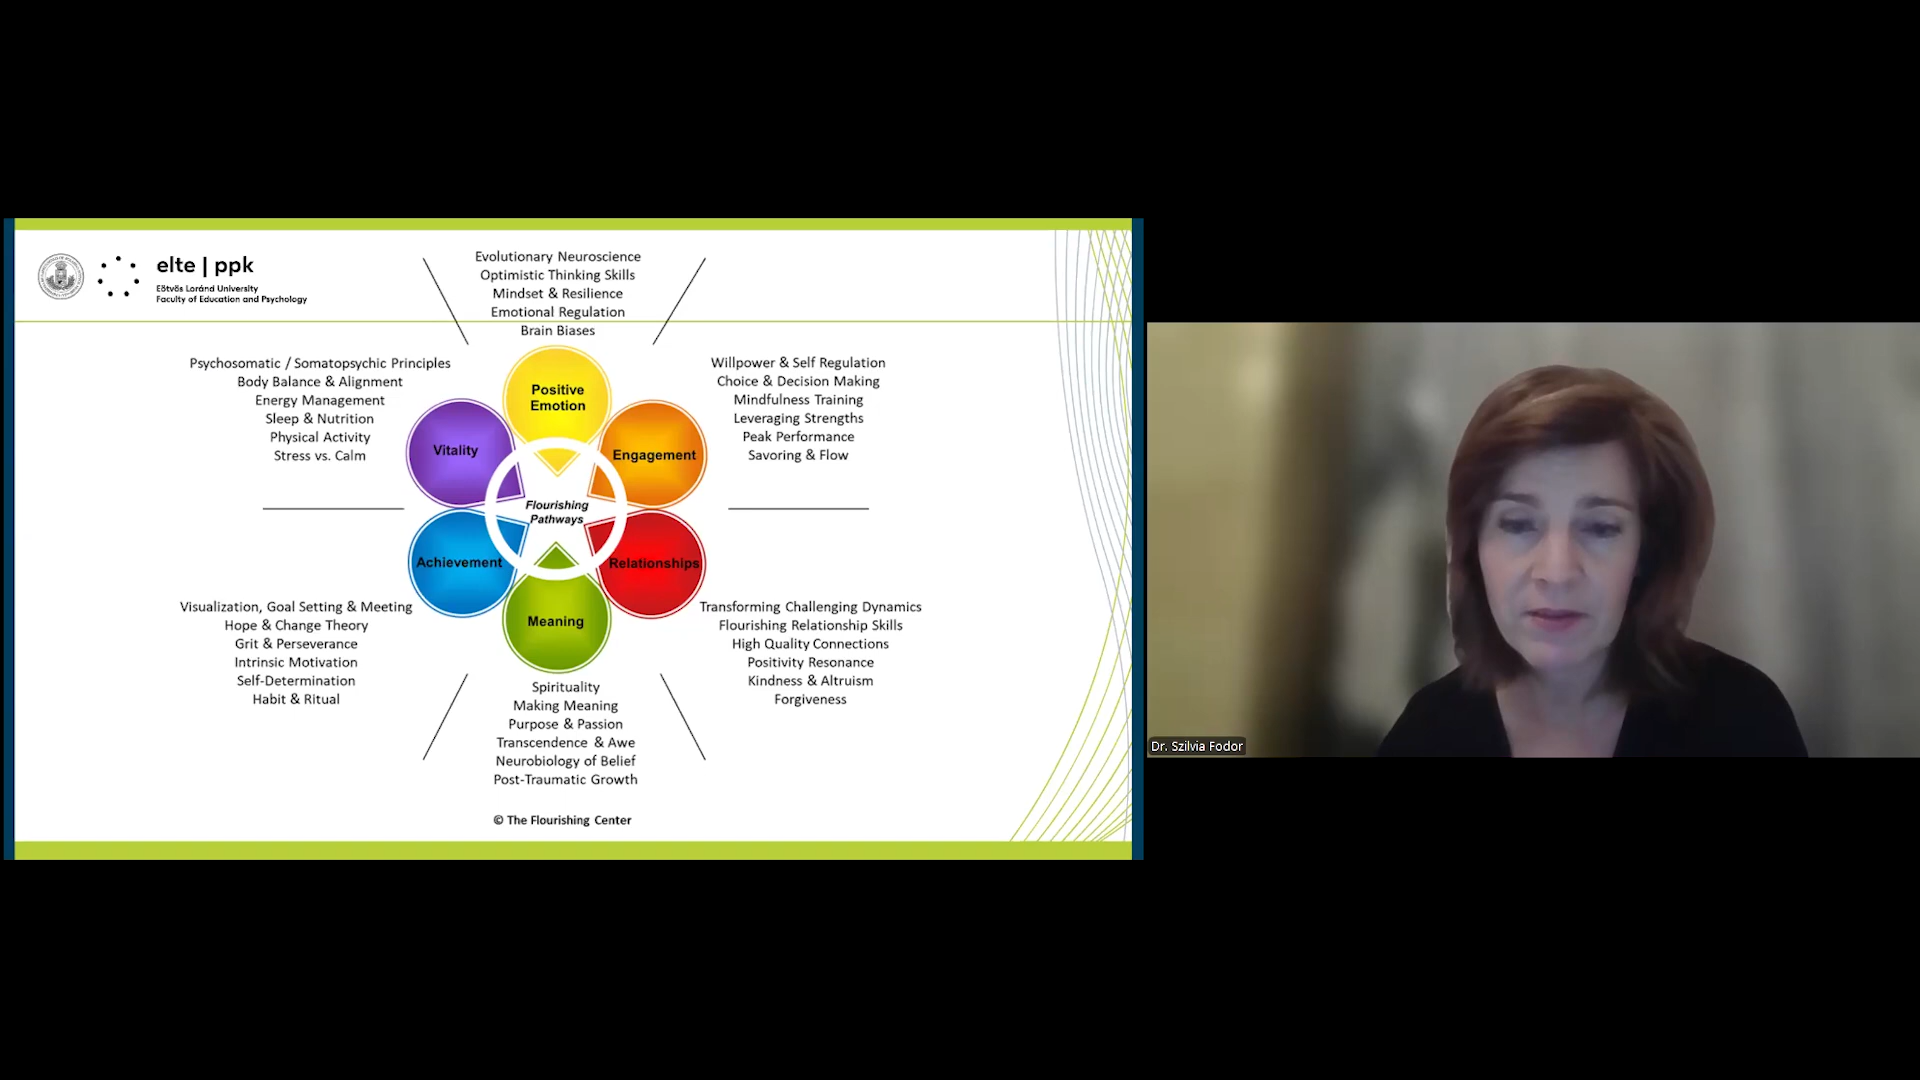 elte | ppk
Eötvös Loránd University
Faculty of Education and Psychology
Evolutionary Neuroscience
Optimistic Thinking Skills
Mindset & Resilience
Emotional Regulation
Brain Biases
Psychosomatic / Somatopsychic Principles
Body Balance & Alignment
Energy Management
Sleep & Nutrition
Physical Activity
Stress vs. Calm
Willpower & Self Regulation
Choice & Decision Making
Mindfulness Training
Leveraging Strengths
Peak Performance
Savoring & Flow
Positive
Emotion
Vitality
Engagement
Flourishing
Pathways
Achievement
Relationships
Meaning
Visualization, Goal Setting & Meeting
Hope & Change Theory
Grit & Perseverance
Intrinsic Motivation
Self-Determination
Habit & Ritual
Transforming Challenging Dynamics
Flourishing Relationship Skills
High Quality Connections
Positivity Resonance
Kindness & Altruism
Forgiveness
Spirituality
Making Meaning
Purpose & Passion
Transcendence & Awe
Neurobiology of Belief
Post-Traumatic Growth
© The Flourishing Center
Dr. Szilvia Fodor